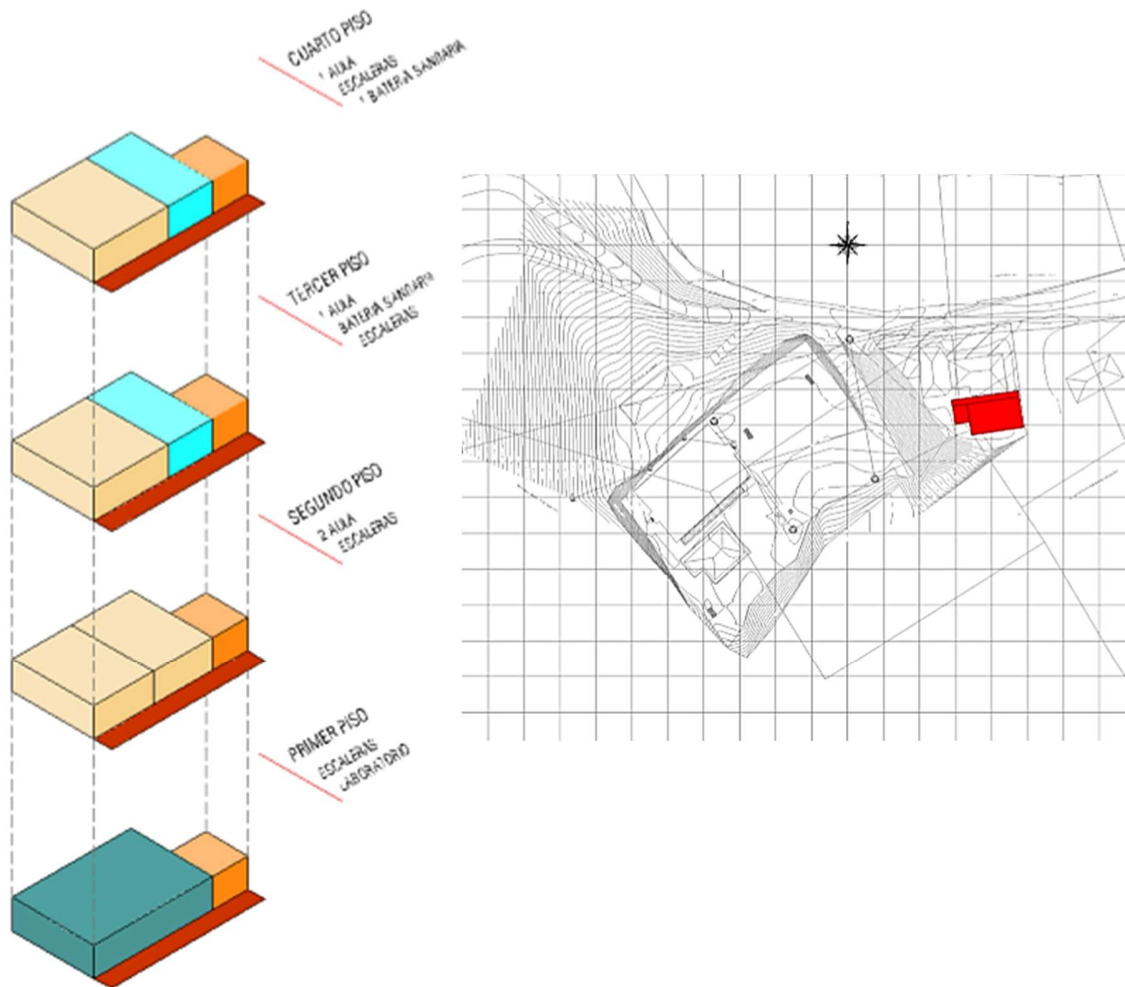 CUARTO PISO
1 AULA
ESCALERAS
1 BATERIA SANITARIA
TERCER PISO
1 AULA
BATERIA SANITARIA
ESCALERAS
SEGUNDO PISO
2 AULA
ESCALERAS
PRIMER PISO
ESCALERAS
LABORATORIO